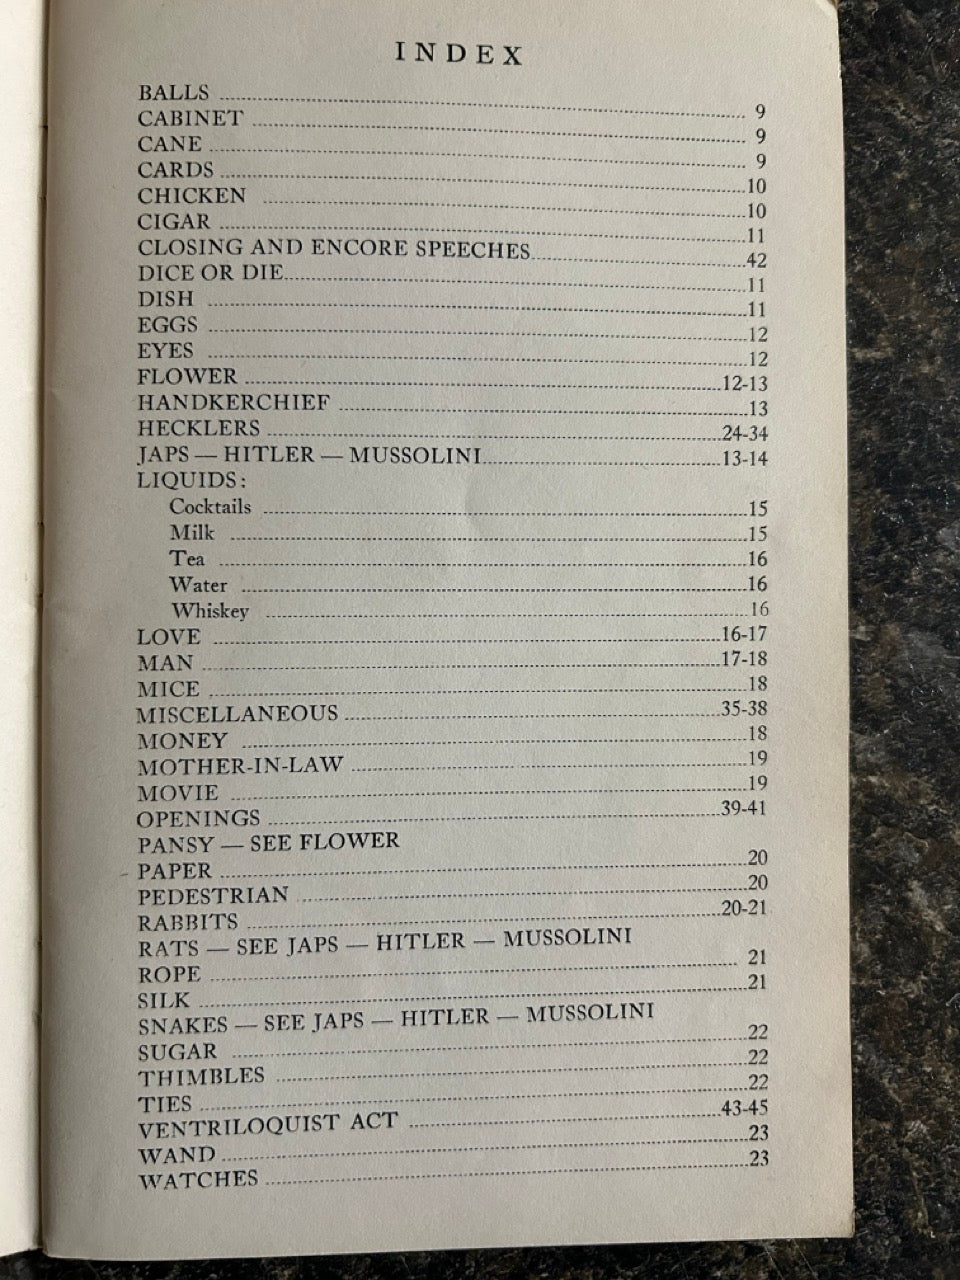 INDEX
BALLS ........ 9
CABINET ........ 9
CANE ........ 9
CARDS ........ 10
CHICKEN ........ 10
CIGAR ........ 11
CLOSING AND ENCORE SPEECHES ........ 42
DICE OR DIE ........ 11
DISH ........ 11
EGGS ........ 12
EYES ........ 12
FLOWER ........ 12-13
HANDKERCHIEF ........ 13
HECKLERS ........ 24-34
JAPS — HITLER — MUSSOLINI ........ 13-14
LIQUIDS:
Cocktails ........ 15
Milk ........ 15
Tea ........ 16
Water ........ 16
Whiskey ........ 16
LOVE ........ 16-17
MAN ........ 17-18
MICE ........ 18
MISCELLANEOUS ........ 35-38
MONEY ........ 18
MOTHER-IN-LAW ........ 19
MOVIE ........ 19
OPENINGS ........ 39-41
PANSY — SEE FLOWER
PAPER ........ 20
PEDESTRIAN ........ 20
RABBITS ........ 20-21
RATS — SEE JAPS — HITLER — MUSSOLINI
ROPE ........ 21
SILK ........ 21
SNAKES — SEE JAPS — HITLER — MUSSOLINI
SUGAR ........ 22
THIMBLES ........ 22
TIES ........ 22
VENTRILOQUIST ACT ........ 43-45
WAND ........ 23
WATCHES ........ 23